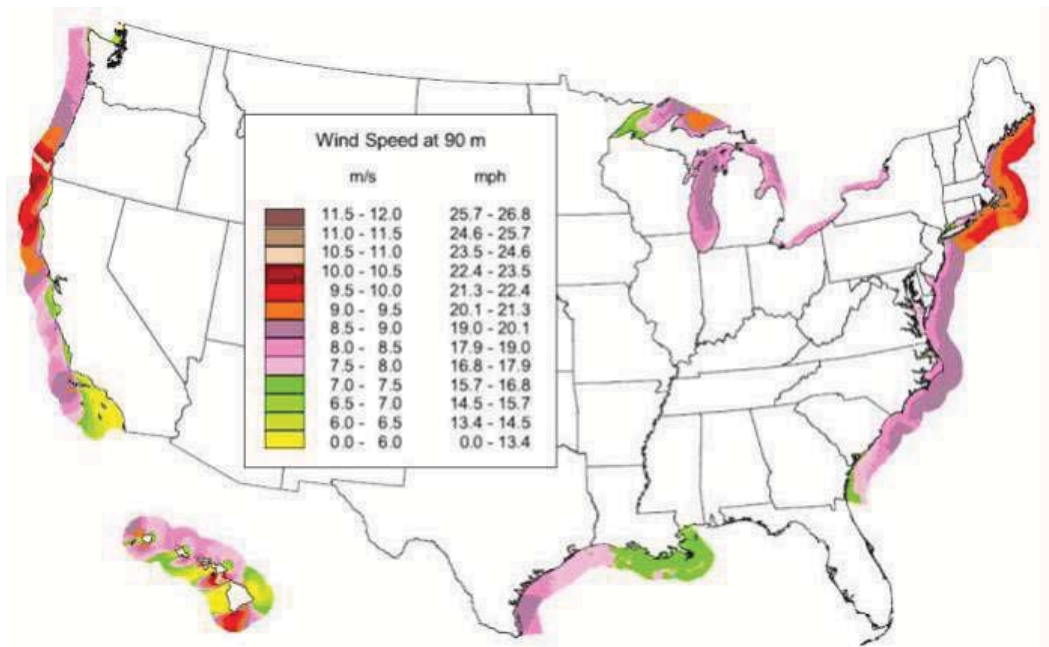 Wind Speed at 90 m
m/s mph
11.5 - 12.0 25.7 - 26.8
11.0 - 11.5 24.6 - 25.7
10.5 - 11.0 23.5 - 24.6
10.0 - 10.5 22.4 - 23.5
9.5 - 10.0 21.3 - 22.4
9.0 - 9.5 20.1 - 21.3
8.5 - 9.0 19.0 - 20.1
8.0 - 8.5 17.9 - 19.0
7.5 - 8.0 16.8 - 17.9
7.0 - 7.5 15.7 - 16.8
6.5 - 7.0 14.5 - 15.7
6.0 - 6.5 13.4 - 14.5
0.0 - 6.0 0.0 - 13.4